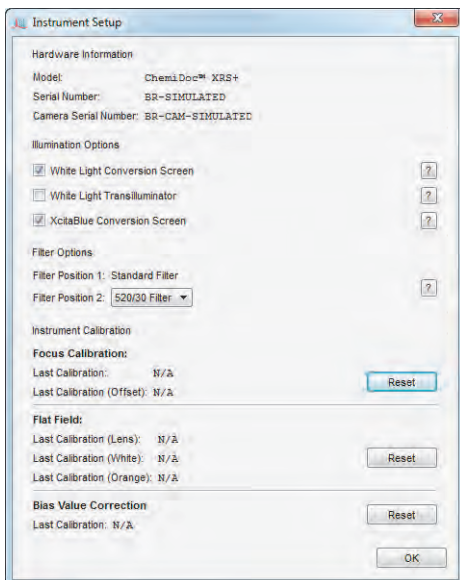 Instrument Setup
Hardware Information
Model: ChemiDoc™ XRS+
Serial Number: BR-SIMULATED
Camera Serial Number: BR-CAM-SIMULATED
Illumination Options
White Light Conversion Screen ?
White Light Transilluminator ?
XcitaBlue Conversion Screen ?
Filter Options
Filter Position 1: Standard Filter
Filter Position 2: 520/30 Filter ?
Instrument Calibration
Focus Calibration:
Last Calibration: N/A
Last Calibration (Offset): N/A Reset
Flat Field:
Last Calibration (Lens): N/A
Last Calibration (White): N/A Reset
Last Calibration (Orange): N/A
Bias Value Correction
Last Calibration: N/A Reset
OK